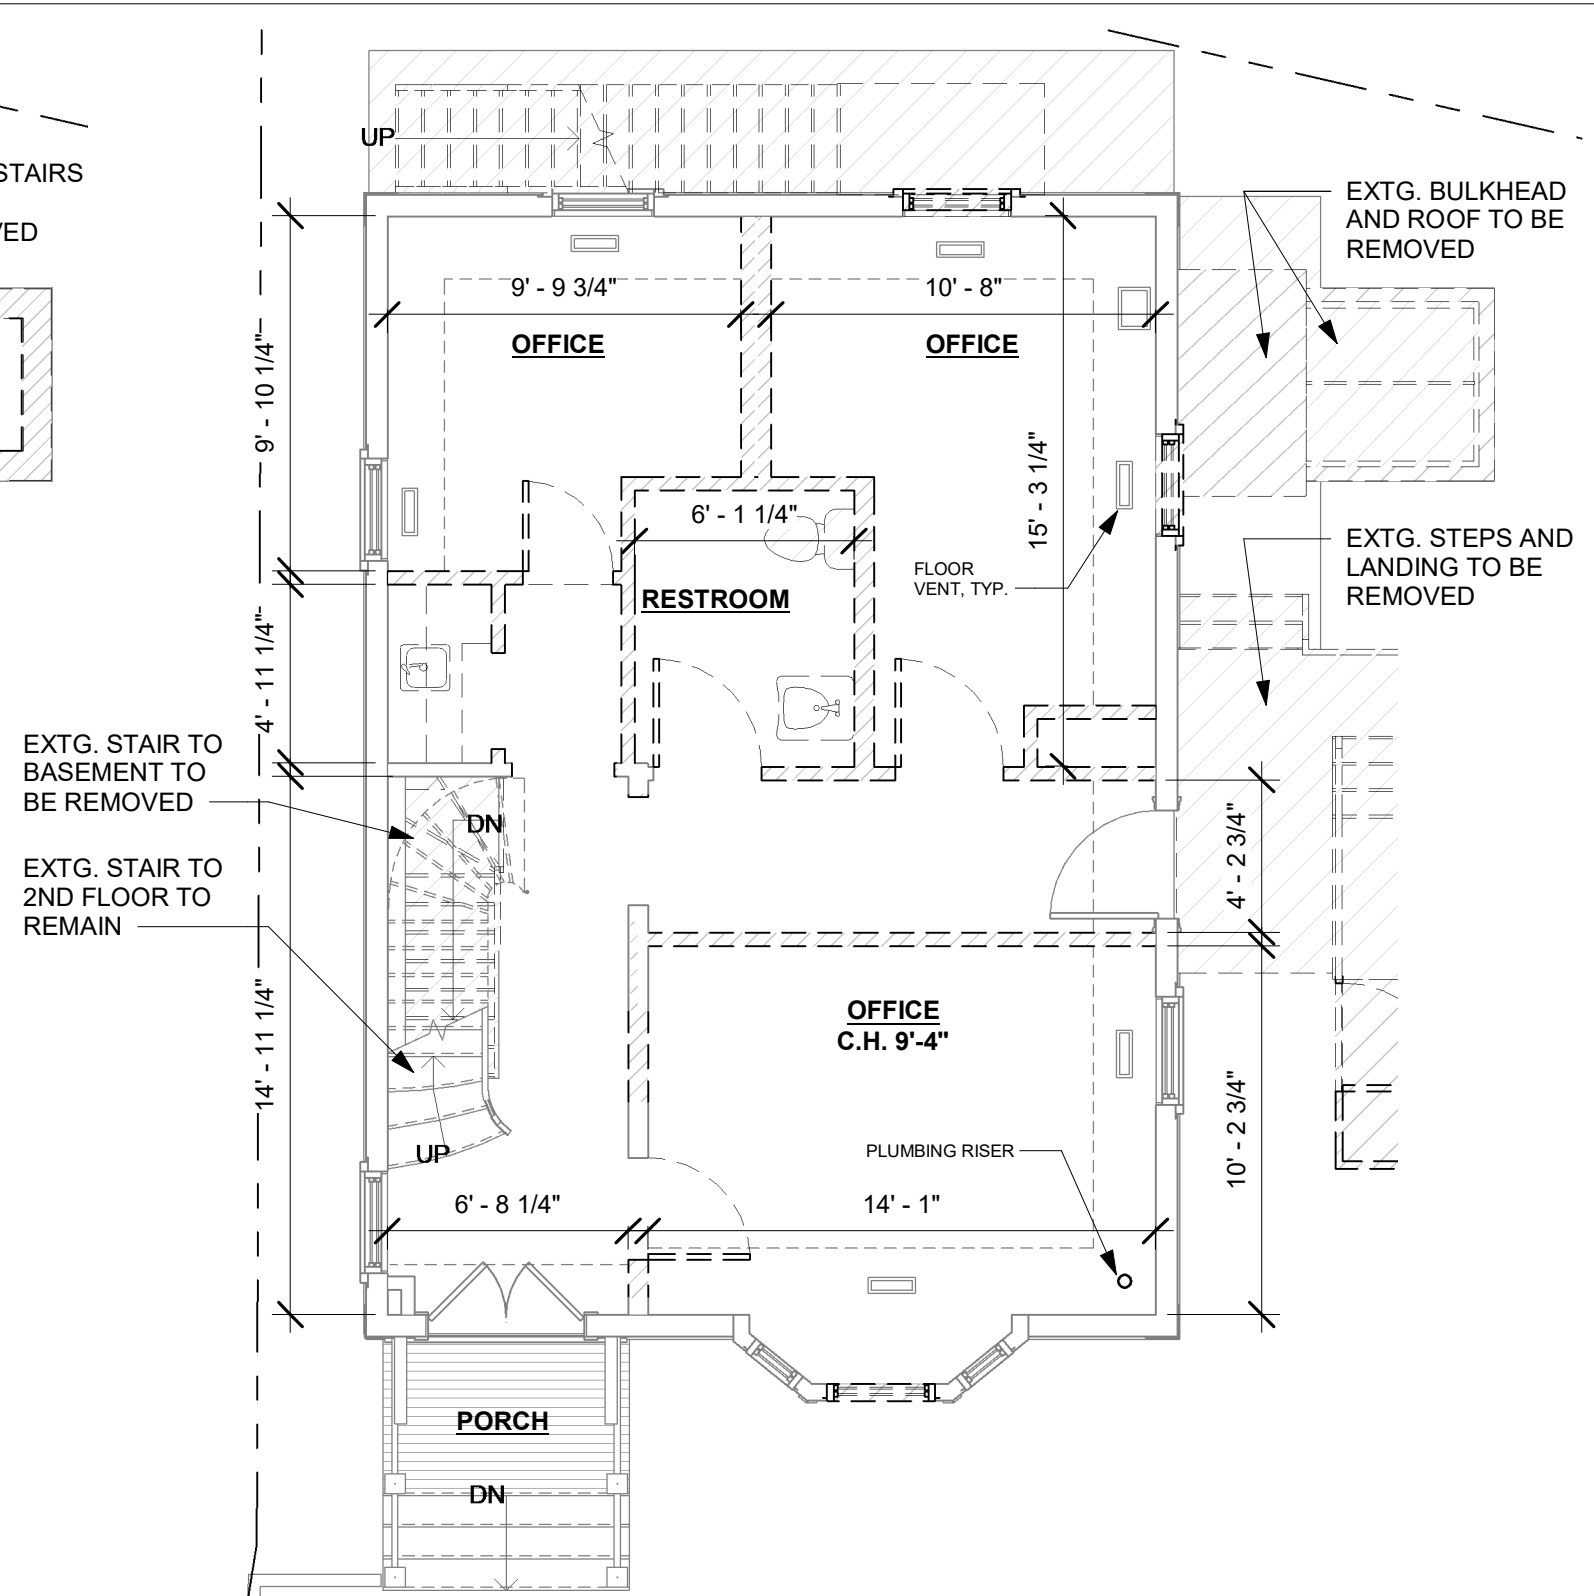 STAIRS
UP
EXTG. BULKHEAD
AND ROOF TO BE
REMOVED
9' - 9 3/4"
10' - 8"
OFFICE
OFFICE
9' - 10 1/4"
15' - 3 1/4"
6' - 1 1/4"
EXTG. STEPS AND
LANDING TO BE
REMOVED
FLOOR
VENT, TYP.
RESTROOM
4' - 11 1/4"
EXTG. STAIR TO
BASEMENT TO
BE REMOVED
DN
EXTG. STAIR TO
2ND FLOOR TO
REMAIN
4' - 2 3/4"
OFFICE
C.H. 9'-4"
14' - 11 1/4"
10' - 2 3/4"
UP
PLUMBING RISER
6' - 8 1/4"
14' - 1"
PORCH
DN